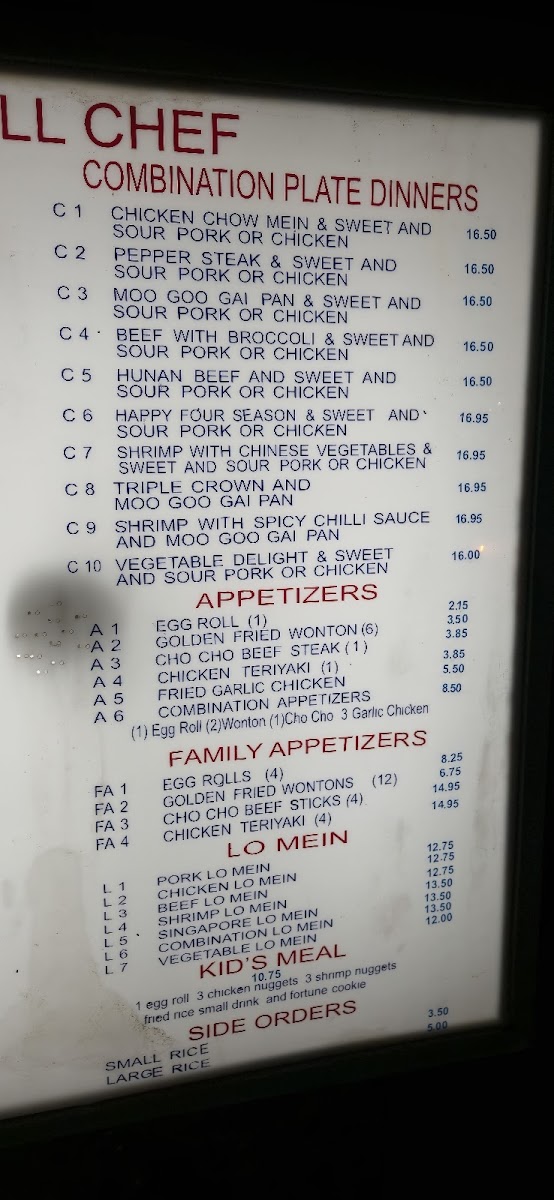 LL CHEF
COMBINATION PLATE DINNERS
C 1 CHICKEN CHOW MEIN & SWEET AND 16.50
SOUR PORK OR CHICKEN
C 2 PEPPER STEAK & SWEET AND 16.50
SOUR PORK OR CHICKEN
C 3 MOO GOO GAI PAN & SWEET AND 16.50
SOUR PORK OR CHICKEN
C 4 BEEF WITH BROCCOLI & SWEET AND 16.50
SOUR PORK OR CHICKEN
C 5 HUNAN BEEF AND SWEET AND 16.50
SOUR PORK OR CHICKEN
C 6 HAPPY FOUR SEASON & SWEET AND 16.95
SOUR PORK OR CHICKEN
C 7 SHRIMP WITH CHINESE VEGETABLES & 16.95
SWEET AND SOUR PORK OR CHICKEN
C 8 TRIPLE CROWN AND 16.95
MOO GOO GAI PAN
C 9 SHRIMP WITH SPICY CHILLI SAUCE 16.95
AND MOO GOO GAI PAN
C 10 VEGETABLE DELIGHT & SWEET 16.00
AND SOUR PORK OR CHICKEN
APPETIZERS
A 1 EGG ROLL (1) 2.15
A 2 GOLDEN FRIED WONTON (6) 3.50
A 3 CHO CHO BEEF STEAK (1) 3.85
A 4 CHICKEN TERIYAKI (1) 3.85
A 5 FRIED GARLIC CHICKEN 5.50
A 6 COMBINATION APPETIZERS 8.50
(1) Egg Roll (2)Wonton (1)Cho Cho 3 Garlic Chicken
FAMILY APPETIZERS
FA 1 EGG ROLLS (4) 8.25
FA 2 GOLDEN FRIED WONTONS (12) 6.75
FA 3 CHO CHO BEEF STICKS (4) 14.95
FA 4 CHICKEN TERIYAKI (4) 14.95
LO MEIN
L 1 PORK LO MEIN 12.75
L 2 CHICKEN LO MEIN 12.75
L 3 BEEF LO MEIN 12.75
L 4 SHRIMP LO MEIN 13.50
L 5 SINGAPORE LO MEIN 13.50
L 6 COMBINATION LO MEIN 13.50
L 7 VEGETABLE LO MEIN 12.00
KID'S MEAL
10.75
1 egg roll 3 chicken nuggets 3 shrimp nuggets
fried rice small drink and fortune cookie
SIDE ORDERS
SMALL RICE 3.50
LARGE RICE 5.00